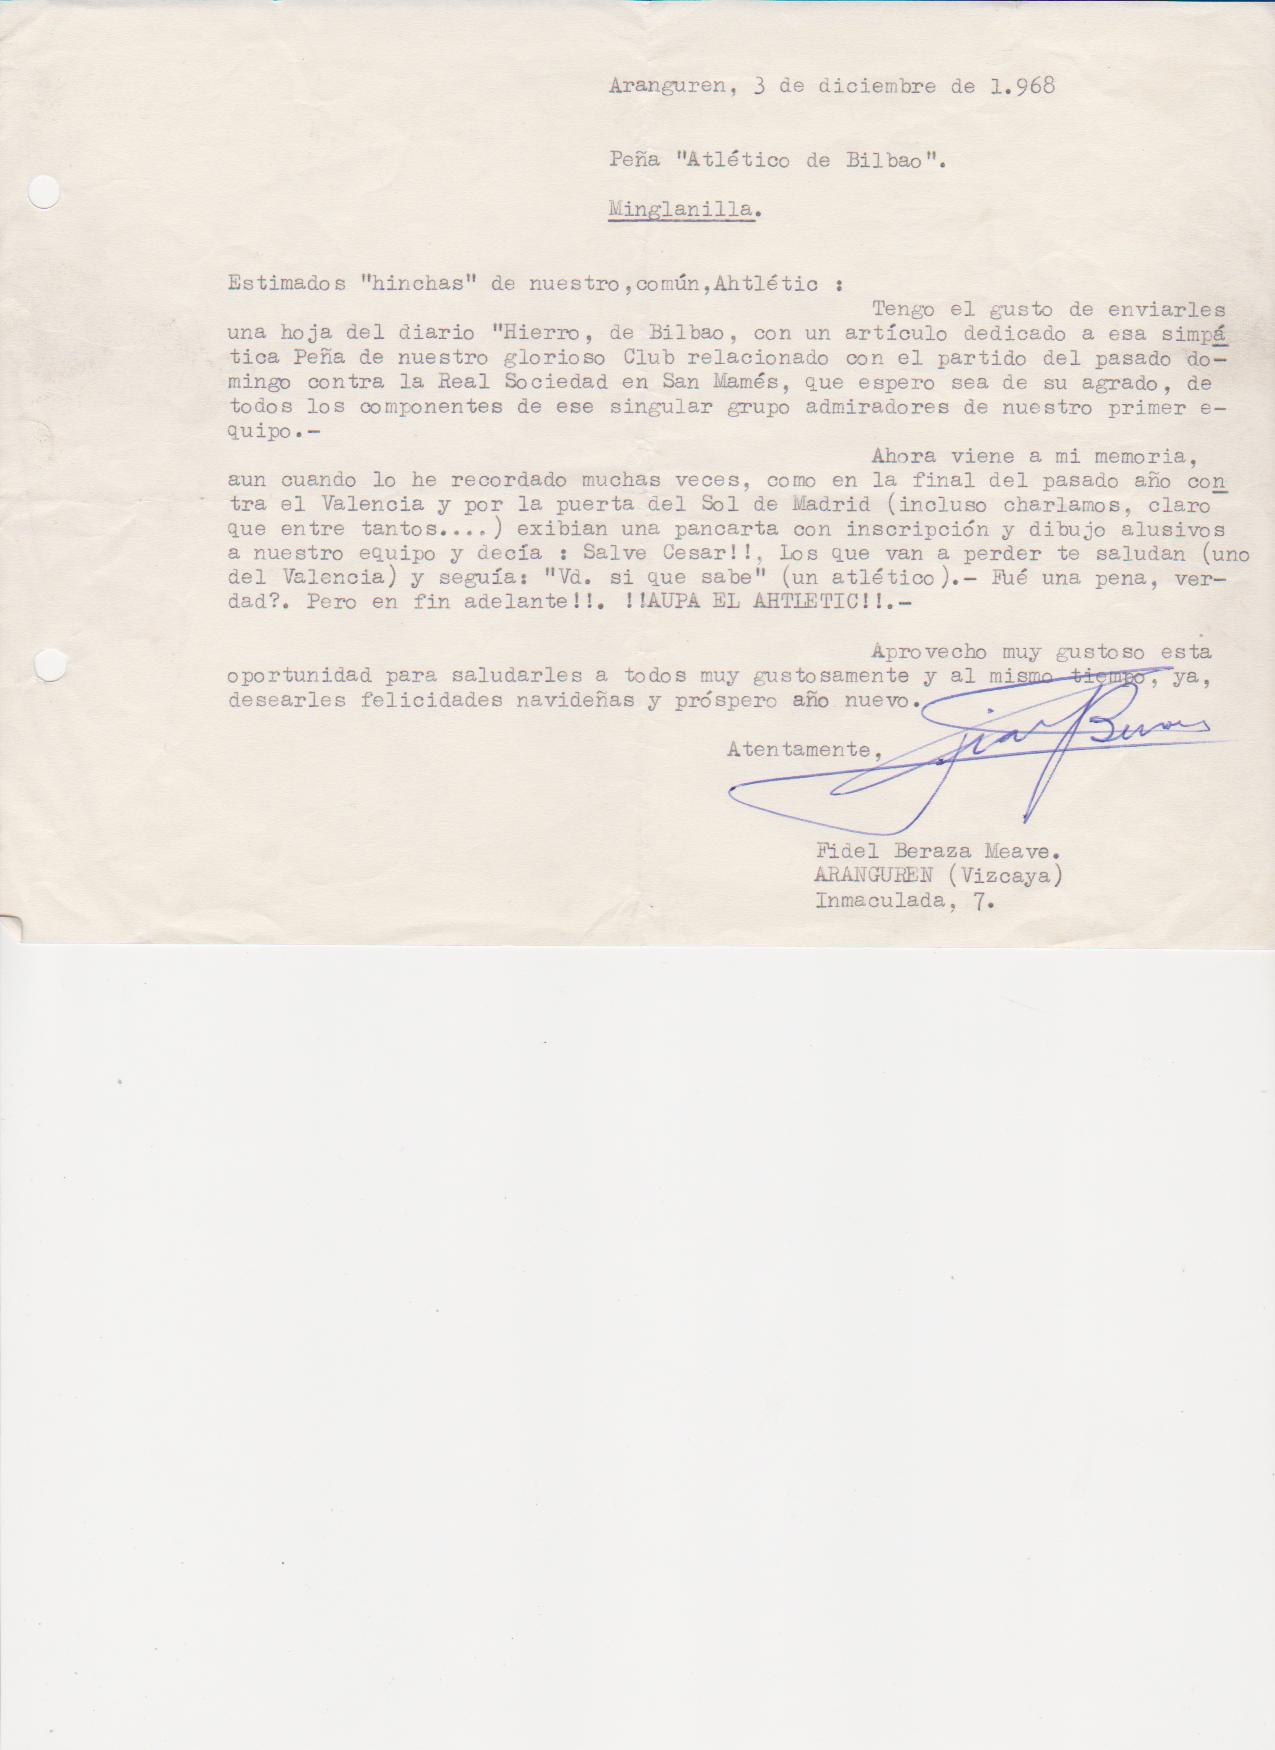 Aranguren, 3 de diciembre de 1.968
Peña "Atlético de Bilbao".
Minglanilla.
Estimados "hinchas" de nuestro,común,Ahtlétic :
Tengo el gusto de enviarles
una hoja del diario "Hierro, de Bilbao, con un artículo dedicado a esa simpá
tica Peña de nuestro glorioso Club relacionado con el partido del pasado do-
mingo contra la Real Sociedad en San Mamés, que espero sea de su agrado, de
todos los componentes de ese singular grupo admiradores de nuestro primer e-
quipo.-
Ahora viene a mi memoria,
aun cuando lo he recordado muchas veces, como en la final del pasado año con
tra el Valencia y por la puerta del Sol de Madrid (incluso charlamos, claro
que entre tantos....) exibian una pancarta con inscripción y dibujo alusivos
a nuestro equipo y decía : Salve Cesar!!, Los que van a perder te saludan (uno
del Valencia) y seguía: "Vd. si que sabe" (un atlético).- Fué una pena, ver-
dad?. Pero en fin adelante!!. !!AUPA EL AHTLETIC!!.-
Aprovecho muy gustoso esta
oportunidad para saludarles a todos muy gustosamente y al mismo tiempo, ya,
desearles felicidades navideñas y próspero año nuevo.
Atentamente,
Fidel Beraza Meave.
ARANGUREN (Vizcaya)
Inmaculada, 7.